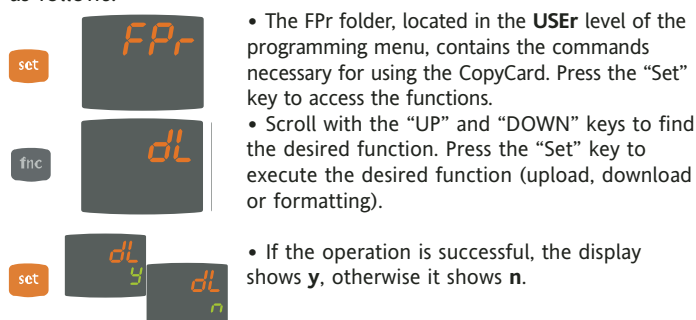 set
FPr
• The FPr folder, located in the USEr level of the
programming menu, contains the commands
necessary for using the CopyCard. Press the “Set”
key to access the functions.
fnc
dL
• Scroll with the “UP” and “DOWN” keys to find
the desired function. Press the “Set” key to
execute the desired function (upload, download
or formatting).
set
dL
y
dL
n
• If the operation is successful, the display
shows y, otherwise it shows n.